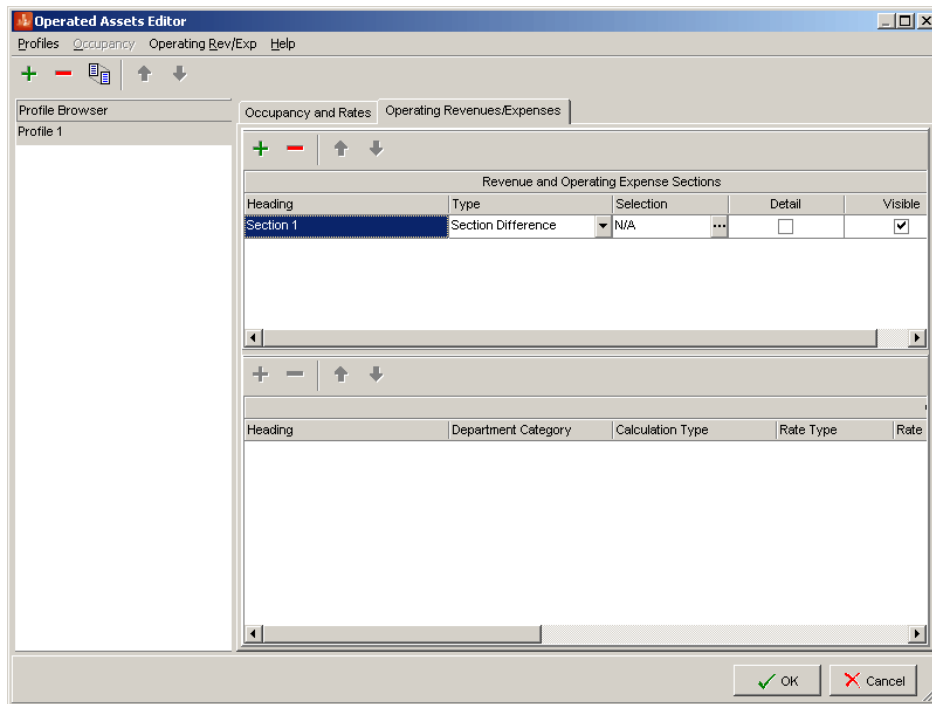 Operated Assets Editor
Profiles Occupancy Operating Rev/Exp Help
Profile Browser
Profile 1
Occupancy and Rates Operating Revenues/Expenses
Revenue and Operating Expense Sections
Heading Type Selection Detail Visible
Section 1 Section Difference N/A ...
Heading Department Category Calculation Type Rate Type Rate
OK Cancel